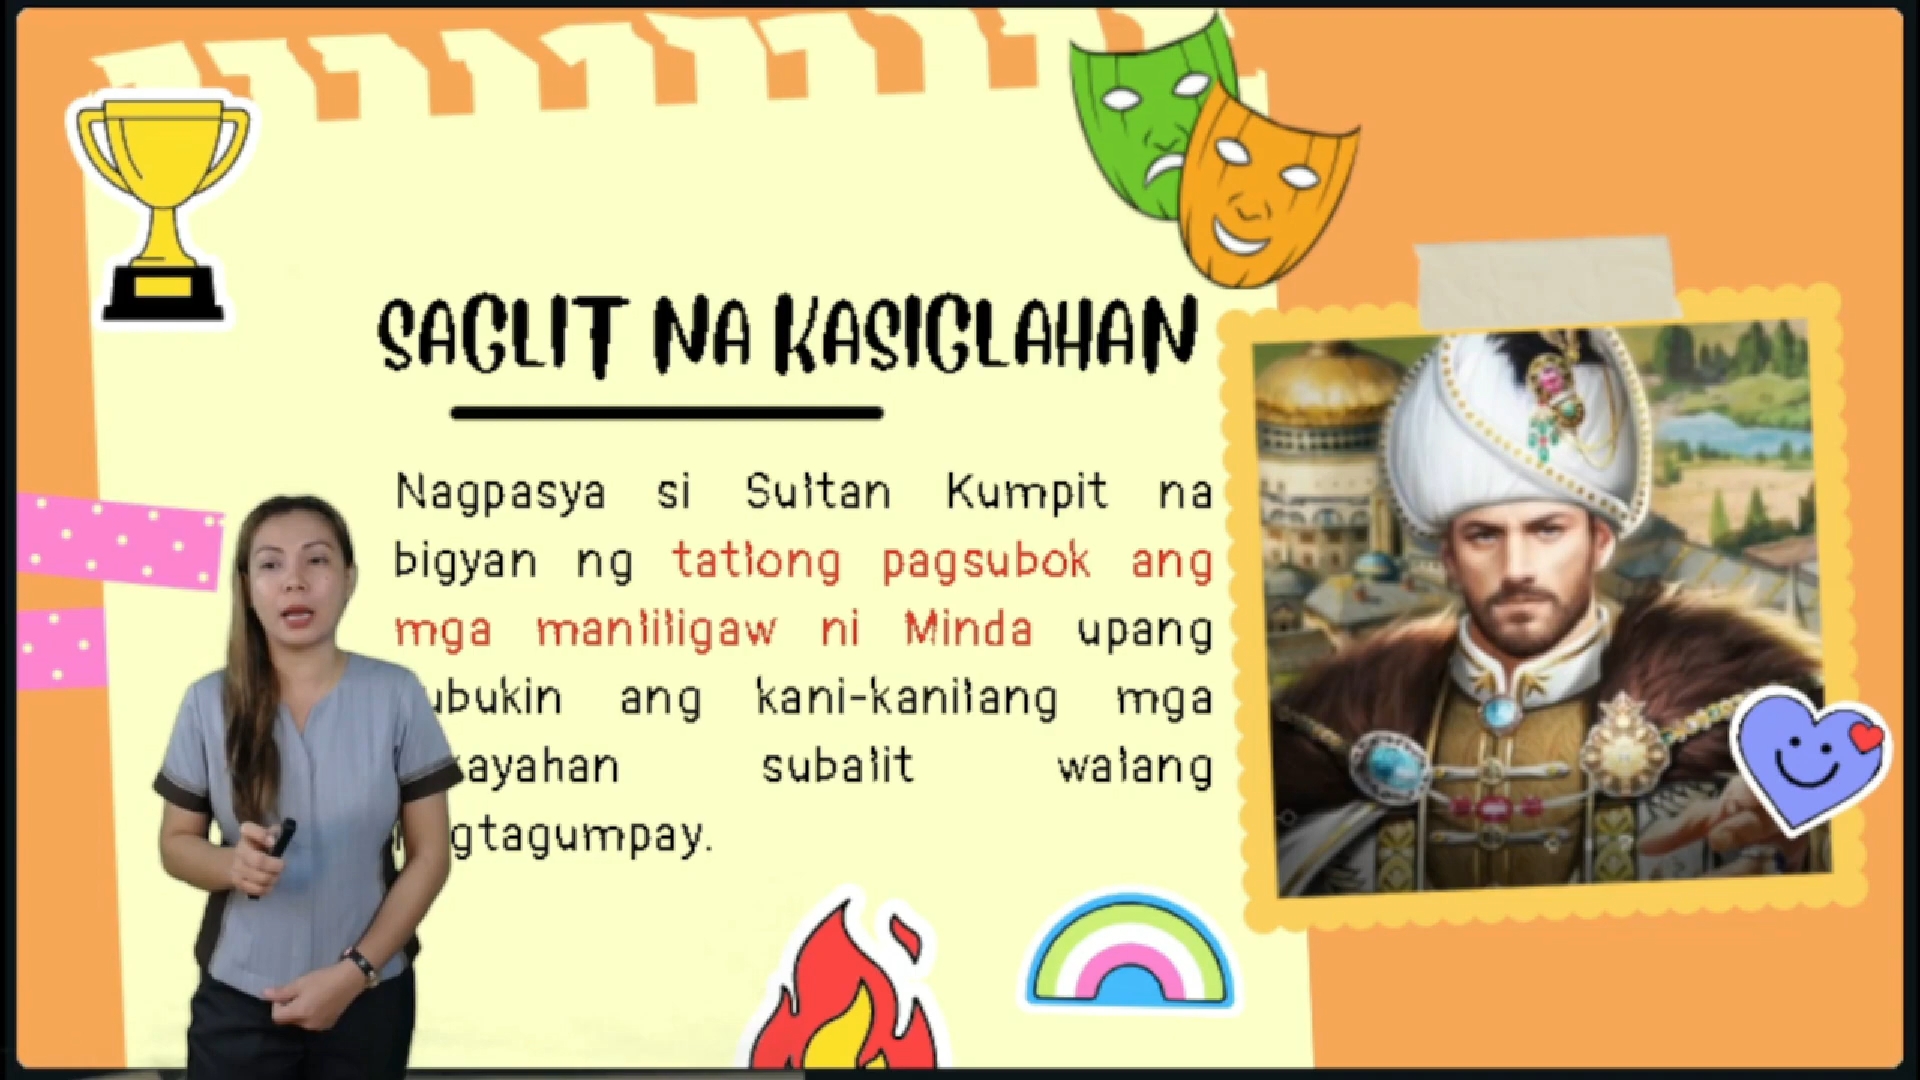 SAGLIT NA KASIGLAHAN
Nagpasya si Sultan Kumpit na
bigyan ng tatlong pagsubok ang
mga manliligaw ni Minda upang
ang kani-kanilang mga
subalit walang